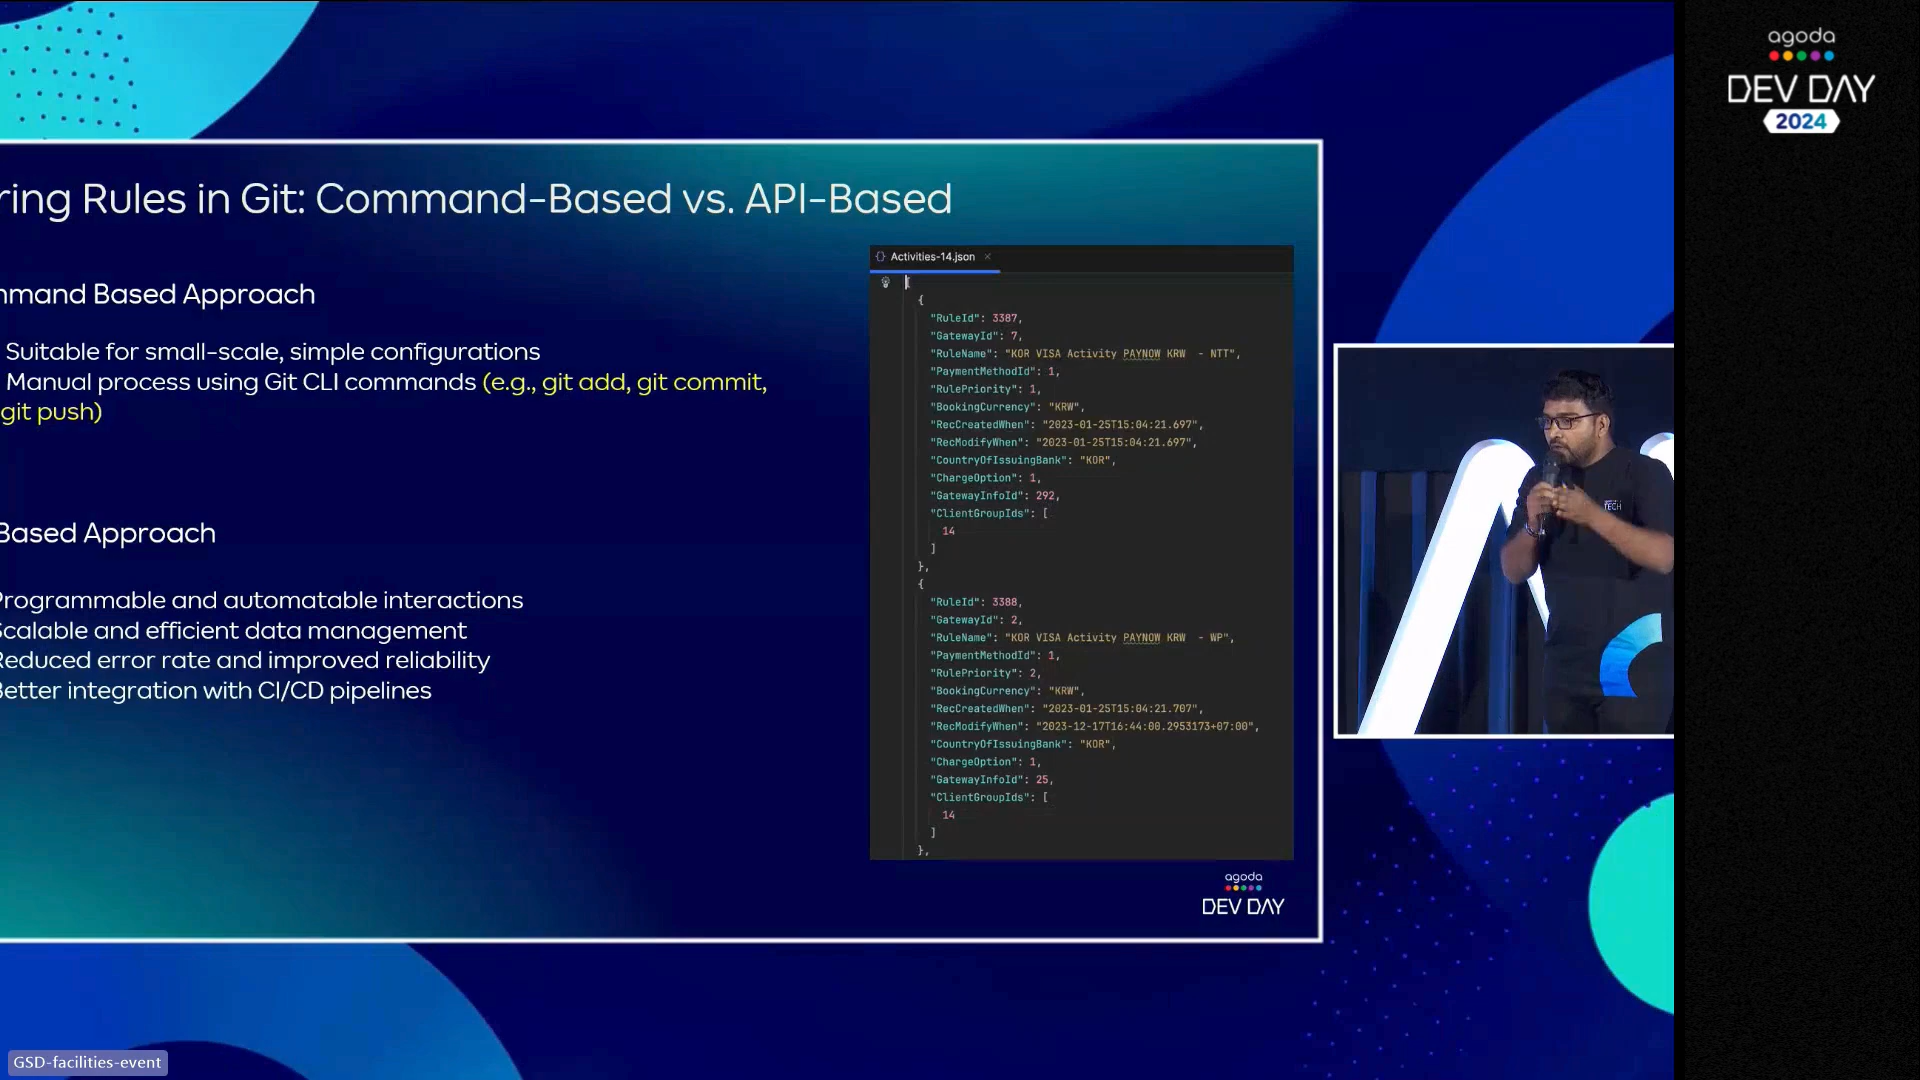 agoda
DEV DAY
2024
ring Rules in Git: Command-Based vs. API-Based
mmand Based Approach
Suitable for small-scale, simple configurations
Manual process using Git CLI commands (e.g., git add, git commit,
git push)
Based Approach
Programmable and automatable interactions
Scalable and efficient data management
Reduced error rate and improved reliability
Better integration with CI/CD pipelines
Activities-14.json
[
{
"RuleId": 3387,
"GatewayId": 7,
"RuleName": "KOR VISA Activity PAYNOW KRW  - NTT",
"PaymentMethodId": 1,
"RulePriority": 1,
"BookingCurrency": "KRW",
"RecCreatedWhen": "2023-01-25T15:04:21.697",
"RecModifyWhen": "2023-01-25T15:04:21.697",
"CountryOfIssuingBank": "KOR",
"ChargeOption": 1,
"GatewayInfoId": 292,
"ClientGroupIds": [
14
]
},
{
"RuleId": 3388,
"GatewayId": 2,
"RuleName": "KOR VISA Activity PAYNOW KRW  - WP",
"PaymentMethodId": 1,
"RulePriority": 2,
"BookingCurrency": "KRW",
"RecCreatedWhen": "2023-01-25T15:04:21.707",
"RecModifyWhen": "2023-12-17T16:44:00.2953173+07:00",
"CountryOfIssuingBank": "KOR",
"ChargeOption": 1,
"GatewayInfoId": 25,
"ClientGroupIds": [
14
]
},
TECH
agoda
DEV DAY
GSD-facilities-event